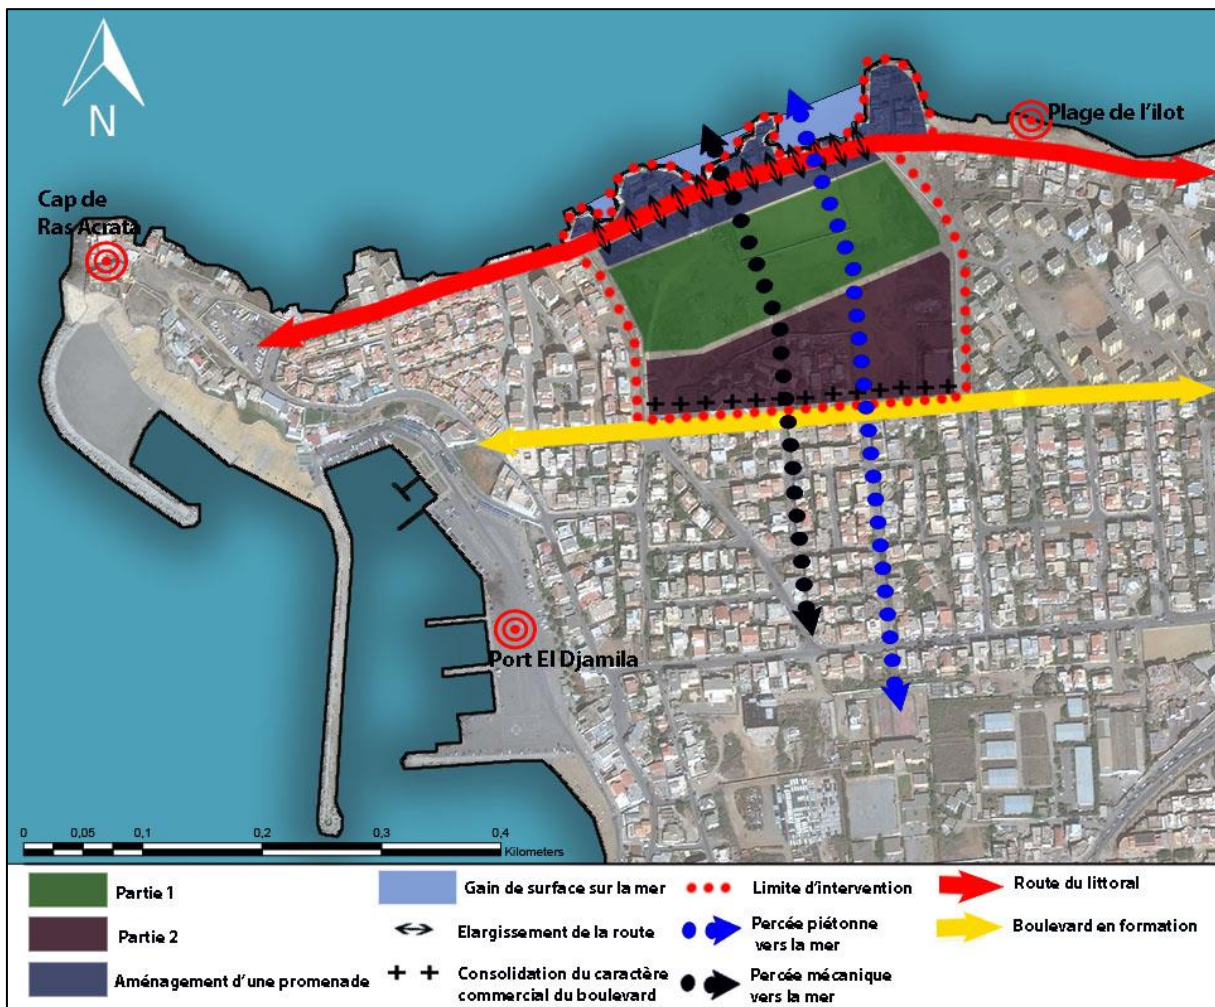 N
Plage de l'ilot
Cap de
Ras Acrata
Port El Djamila
0 0,05 0,1 0,2 0,3 0,4
Kilometers
Partie 1
Partie 2
Aménagement d'une promenade
Gain de surface sur la mer
Elargissement de la route
Consolidation du caractère
commercial du boulevard
Limite d'intervention
Percée piétonne
vers la mer
Percée mécanique
vers la mer
Route du littoral
Boulevard en formation